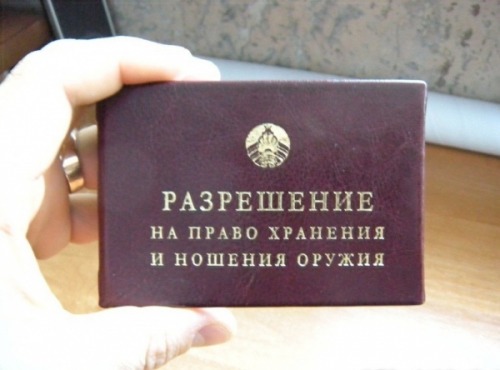 РАЗРЕШЕНИЕ
НА ПРАВО ХРАНЕНИЯ
И НОШЕНИЯ ОРУЖИЯ